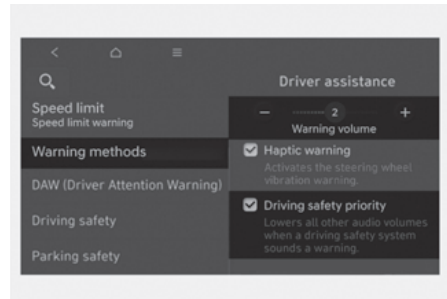 Driver assistance
Speed limit
Speed limit warning
Warning methods
DAW (Driver Attention Warning)
Driving safety
Parking safety
− 2 +
Warning volume
Haptic warning
Activates the steering wheel
vibration warning.
Driving safety priority
Lowers all other audio volumes
when a driving safety system
sounds a warning.